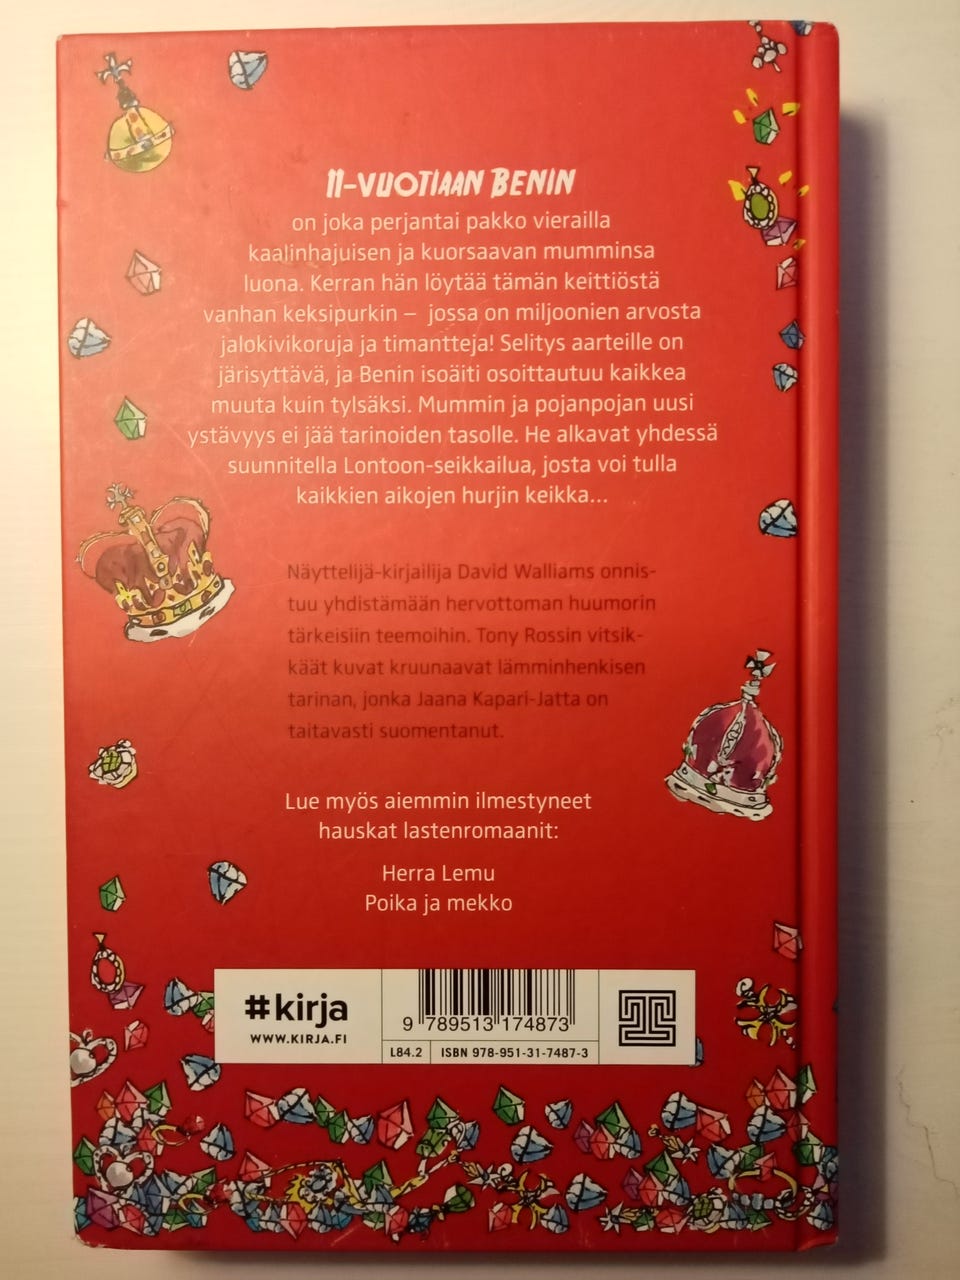 11-VUOTIAAN BENIN
on joka perjantai pakko vierailla
kaalinhajuisen ja kuorsaavan mumminsa
luona. Kerran hän löytää tämän keittiöstä
vanhan keksipurkin – jossa on miljoonien arvosta
jalokivikoruja ja timantteja! Selitys aarteille on
järisyttävä, ja Benin isoäiti osoittautuu kaikkea
muuta kuin tylsäksi. Mummin ja pojanpojan uusi
ystävyys ei jää tarinoiden tasolle. He alkavat yhdessä
suunnitella Lontoon-seikkailua, josta voi tulla
kaikkien aikojen hurjin keikka...
Näyttelijä-kirjailija David Walliams onnis-
tuu yhdistämään hervottoman huumorin
tärkeisiin teemoihin. Tony Rossin vitsik-
käät kuvat kruunaavat lämminhenkisen
tarinan, jonka Jaana Kapari-Jatta on
taitavasti suomentanut.
Lue myös aiemmin ilmestyneet
hauskat lastenromaanit:
Herra Lemu
Poika ja mekko
#kirja
WWW.KIRJA.FI
9 789513 174873
L84.2
ISBN 978-951-31-7487-3